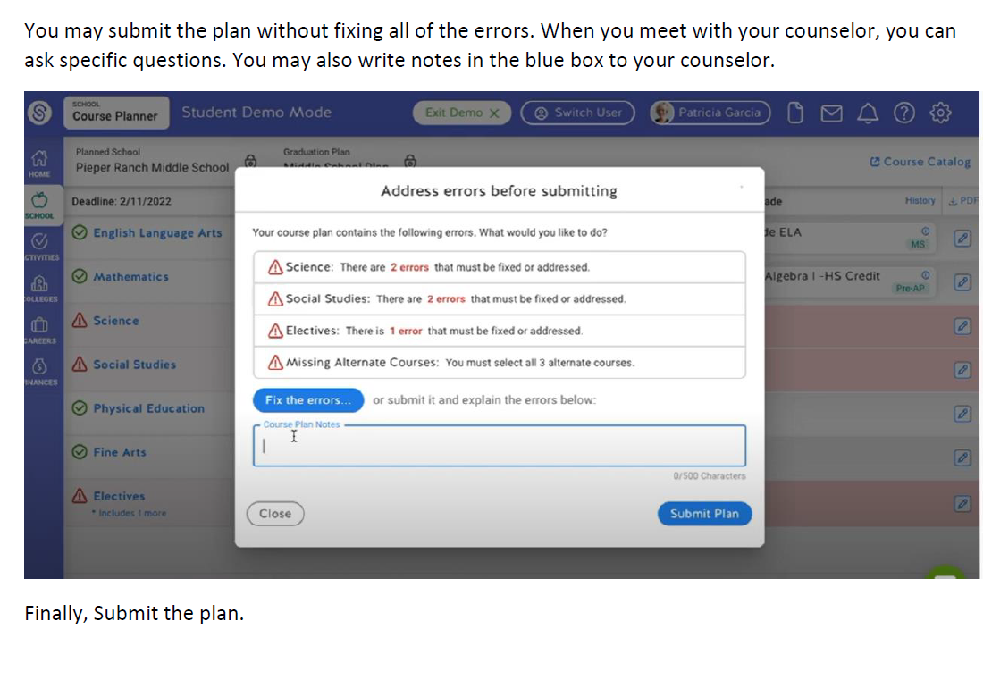 You may submit the plan without fixing all of the errors. When you meet with your counselor, you can
ask specific questions. You may also write notes in the blue box to your counselor.
SCHOOL
Course Planner
Student Demo Mode
Exit Demo X
Switch User
Patricia Garcia
HOME
SCHOOL
CTIVITIES
OLLEGES
CAREERS
INANCES
Planned School
Pieper Ranch Middle School
Graduation Plan
Middle School Plan
Course Catalog
Deadline: 2/11/2022
ade
History
PDF
English Language Arts
de ELA
MS
Mathematics
Algebra I -HS Credit
Pre-AP
Science
Social Studies
Physical Education
Fine Arts
Electives
* Includes 1 more
Address errors before submitting
Your course plan contains the following errors. What would you like to do?
Science: There are 2 errors that must be fixed or addressed.
Social Studies: There are 2 errors that must be fixed or addressed.
Electives: There is 1 error that must be fixed or addressed.
Missing Alternate Courses: You must select all 3 alternate courses.
Fix the errors... or submit it and explain the errors below:
Course Plan Notes
0/500 Characters
Close
Submit Plan
Finally, Submit the plan.